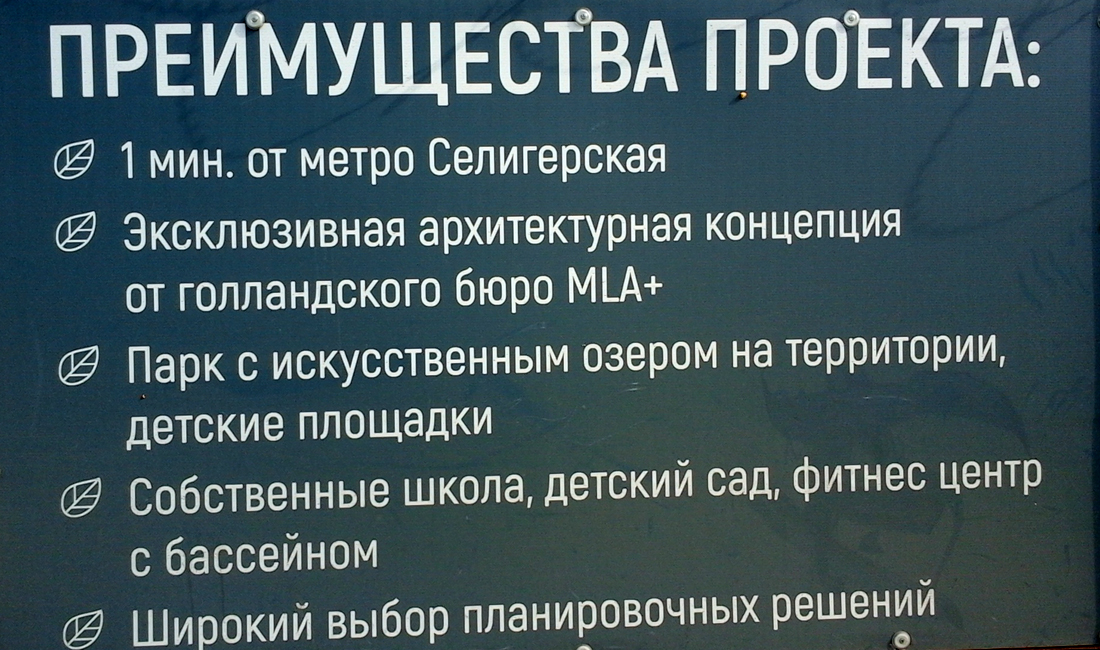 ПРЕИМУЩЕСТВА ПРОЕКТА:
1 мин. от метро Селигерская
Эксклюзивная архитектурная концепция
от голландского бюро MLA+
Парк с искусственным озером на территории,
детские площадки
Собственные школа, детский сад, фитнес центр
с бассейном
Широкий выбор планировочных решений